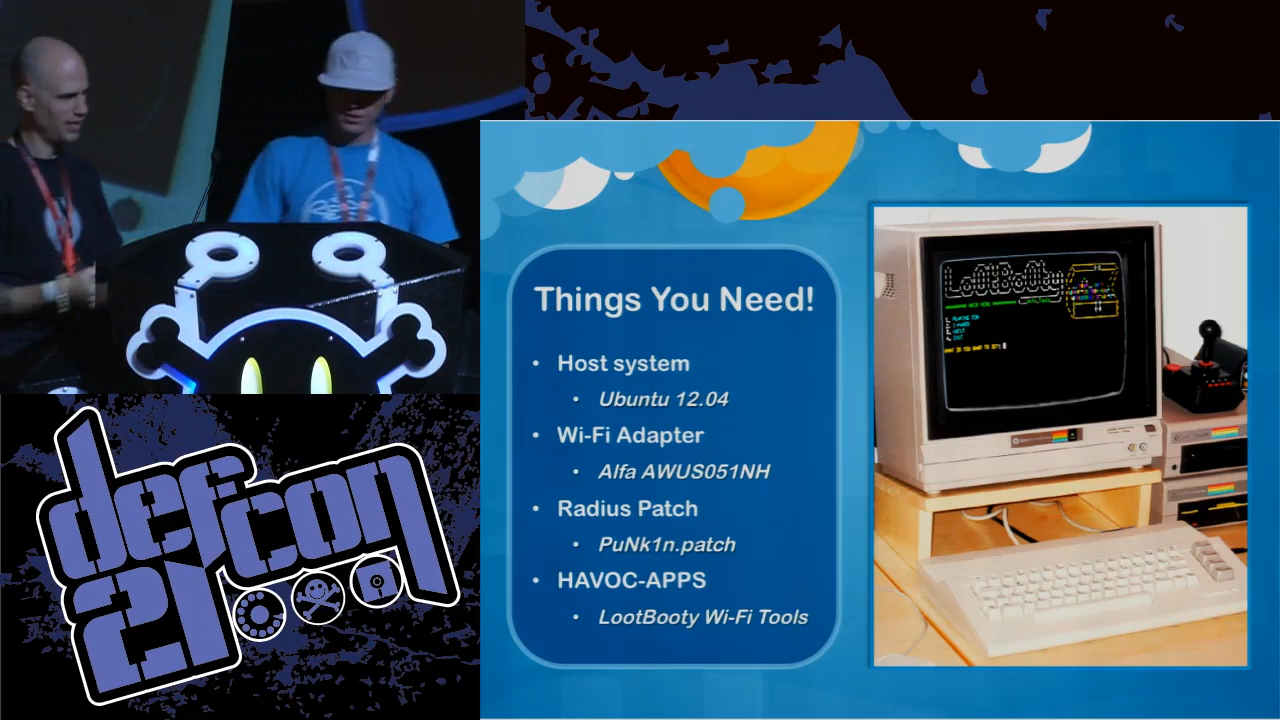 Things You Need!
• Host system
• Ubuntu 12.04
• Wi-Fi Adapter
• Alfa AWUS051NH
• Radius Patch
• PuNk1n.patch
• HAVOC-APPS
• LootBooty Wi-Fi Tools
LootBooty
defcon
21